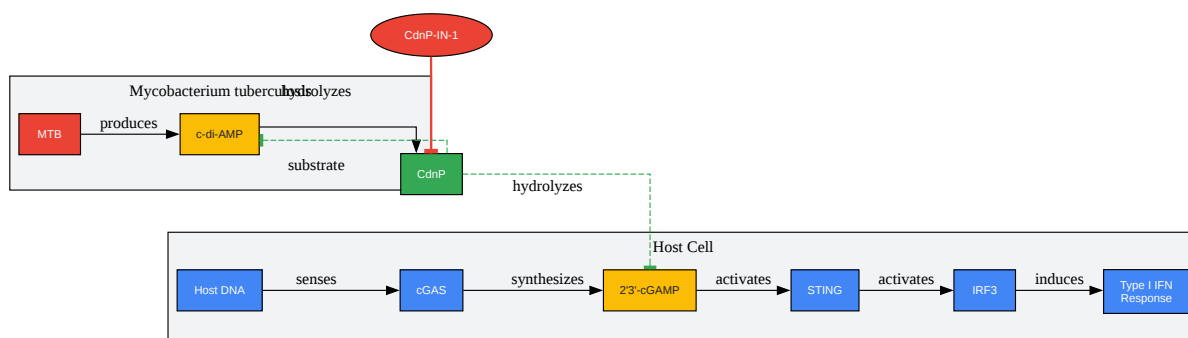 CdnP-IN-1
Mycobacterium tuberculosis
hydrolyzes
MTB
produces
c-di-AMP
substrate
CdnP
hydrolyzes
Host Cell
Host DNA
senses
cGAS
synthesizes
2'3'-cGAMP
activates
STING
activates
IRF3
induces
Type I IFN
Response